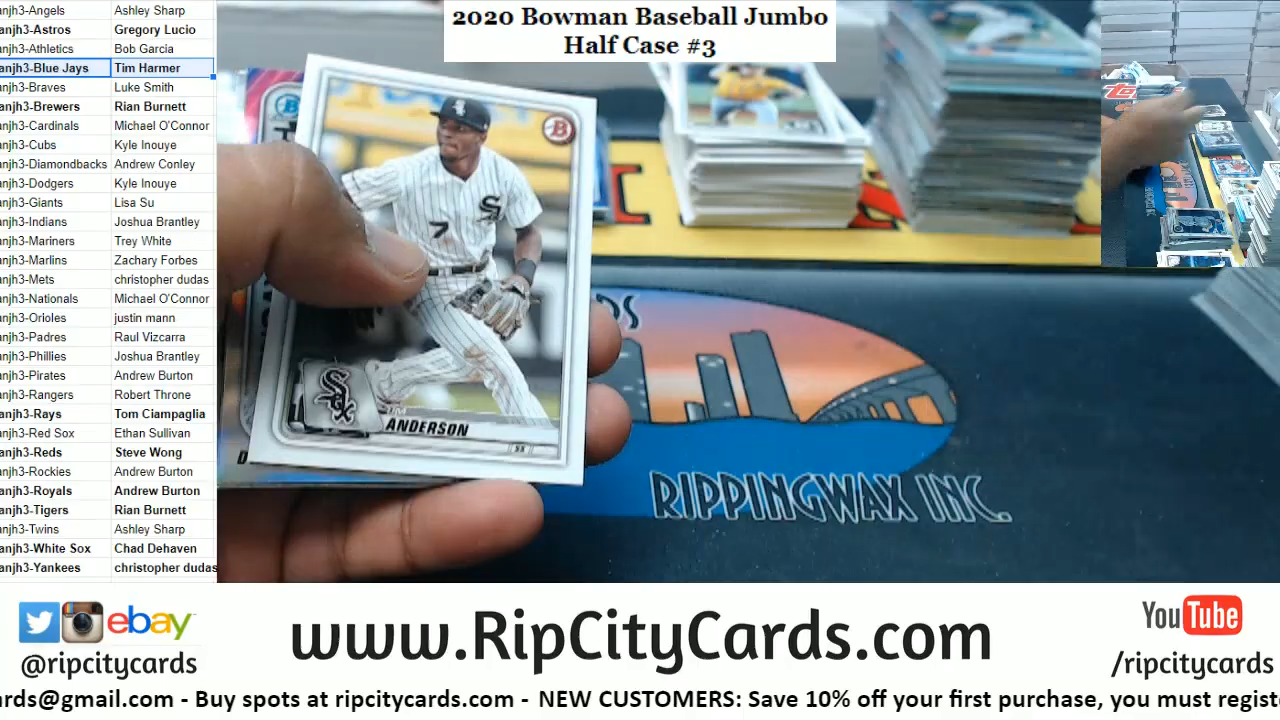 2020 Bowman Baseball Jumbo
Half Case #3
anjh3-Angels Ashley Sharp
anjh3-Astros Gregory Lucio
anjh3-Athletics Bob Garcia
anjh3-Blue Jays Tim Harmer
anjh3-Braves Luke Smith
anjh3-Brewers Rian Burnett
anjh3-Cardinals Michael O'Connor
anjh3-Cubs Kyle Inouye
anjh3-Diamondbacks Andrew Conley
anjh3-Dodgers Kyle Inouye
anjh3-Giants Lisa Su
anjh3-Indians Joshua Brantley
anjh3-Mariners Trey White
anjh3-Marlins Zachary Forbes
anjh3-Mets christopher dudas
anjh3-Nationals Michael O'Connor
anjh3-Orioles justin mann
anjh3-Padres Raul Vizcarra
anjh3-Phillies Joshua Brantley
anjh3-Pirates Andrew Burton
anjh3-Rangers Robert Throne
anjh3-Rays Tom Ciampaglia
anjh3-Red Sox Ethan Sullivan
anjh3-Reds Steve Wong
anjh3-Rockies Andrew Burton
anjh3-Royals Andrew Burton
anjh3-Tigers Rian Burnett
anjh3-Twins Ashley Sharp
anjh3-White Sox Chad Dehaven
anjh3-Yankees christopher dudas
B
Sox
7
Sox
TIM
ANDERSON
SS
RIPPINGWAX INC.
ebay
@ripcitycards
www.RipCityCards.com
YouTube
/ripcitycards
ards@gmail.com - Buy spots at ripcitycards.com - NEW CUSTOMERS: Save 10% off your first purchase, you must regist